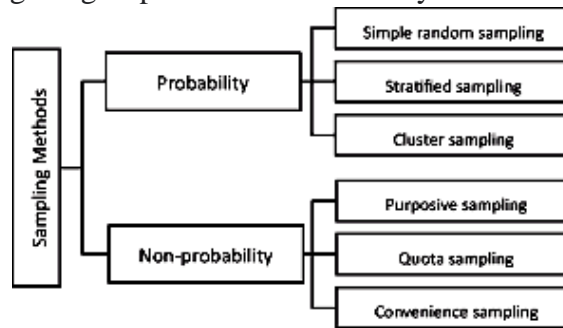 Simple random sampling
Probability
Stratified sampling
Cluster sampling
Sampling Methods
Purposive sampling
Non-probability
Quota sampling
Convenience sampling